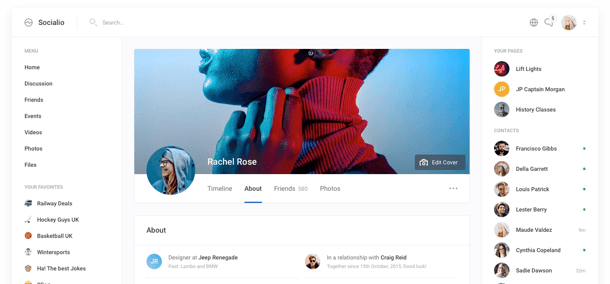 Socialio
Search...
5
MENU
Home
Discussion
Friends
Events
Videos
Photos
Files
YOUR FAVORITES
Railway Deals
Hockey Guys UK
Basketball UK
Wintersports
Ha! The best Jokes
Rachel Rose
Edit Cover
Timeline
About
Friends 580
Photos
About
JR
Designer at Jeep Renegade
Past: Lambo and BMW
In a relationship with Craig Reid
Together since 15th October, 2015. Good luck!
YOUR PAGES
Lift Lights
JP
JP Captain Morgan
History Classes
CONTACTS
Francisco Gibbs
Della Garrett
Louis Patrick
Lester Berry
Maude Valdez
Cynthia Copeland
Sadie Dawson